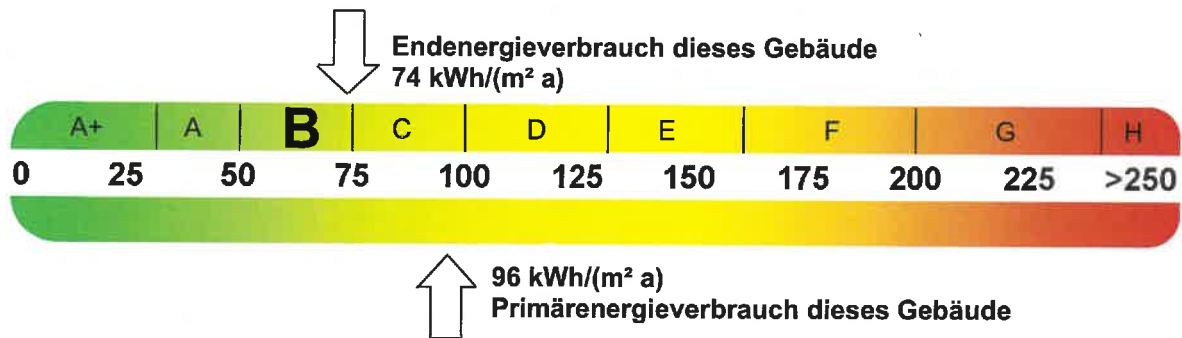 Endenergieverbrauch dieses Gebäude
74 kWh/(m² a)
A+ A B C D E F G H
0 25 50 75 100 125 150 175 200 225 >250
96 kWh/(m² a)
Primärenergieverbrauch dieses Gebäude